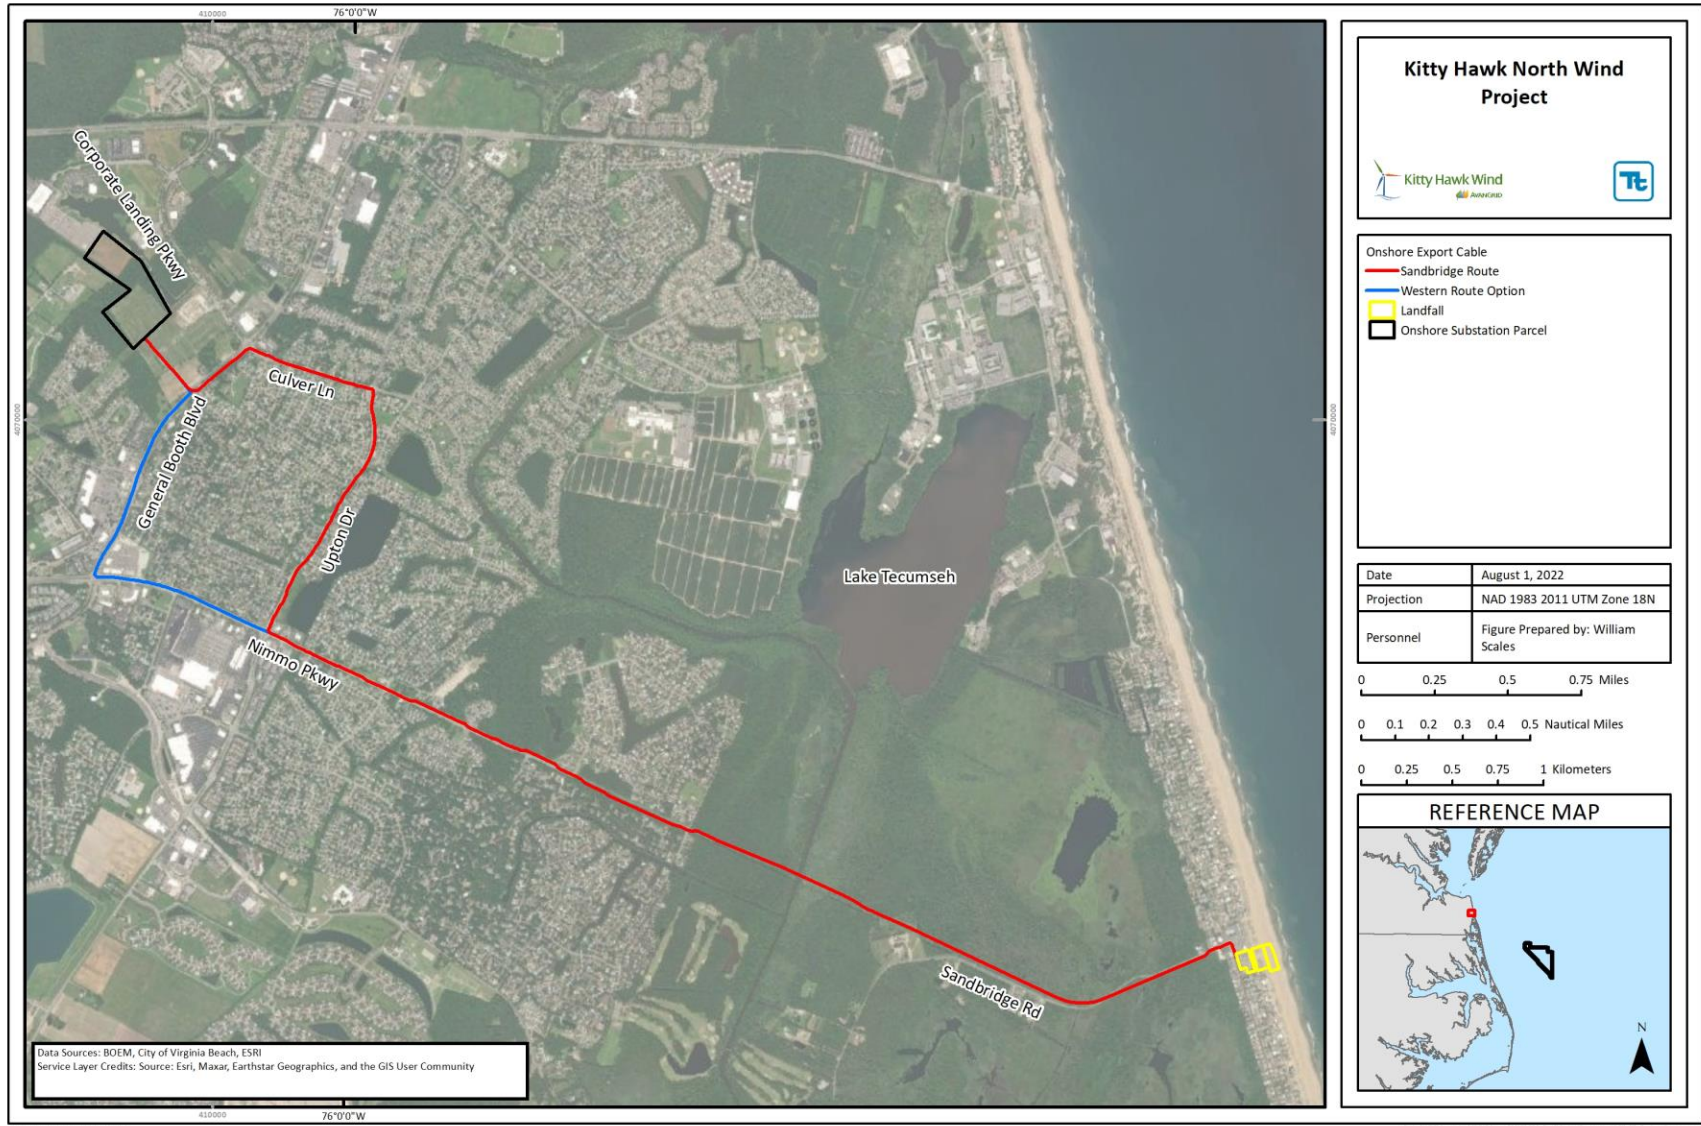 410000
76°0'0"W
Corporate Landing Pkwy
Culver Ln
General Booth Blvd
Upton Dr
Nimmo Pkwy
Lake Tecumseh
Sandbridge Rd
4070000
4070000
Data Sources: BOEM, City of Virginia Beach, ESRI
Service Layer Credits: Source: Esri, Maxar, Earthstar Geographics, and the GIS User Community
410000
76°0'0"W
Kitty Hawk North Wind
Project
Kitty Hawk Wind
AVANGRID
Tt
Onshore Export Cable
Sandbridge Route
Western Route Option
Landfall
Onshore Substation Parcel
Date August 1, 2022
Projection NAD 1983 2011 UTM Zone 18N
Personnel Figure Prepared by: William
Scales
0 0.25 0.5 0.75 Miles
0 0.1 0.2 0.3 0.4 0.5 Nautical Miles
0 0.25 0.5 0.75 1 Kilometers
REFERENCE MAP
N